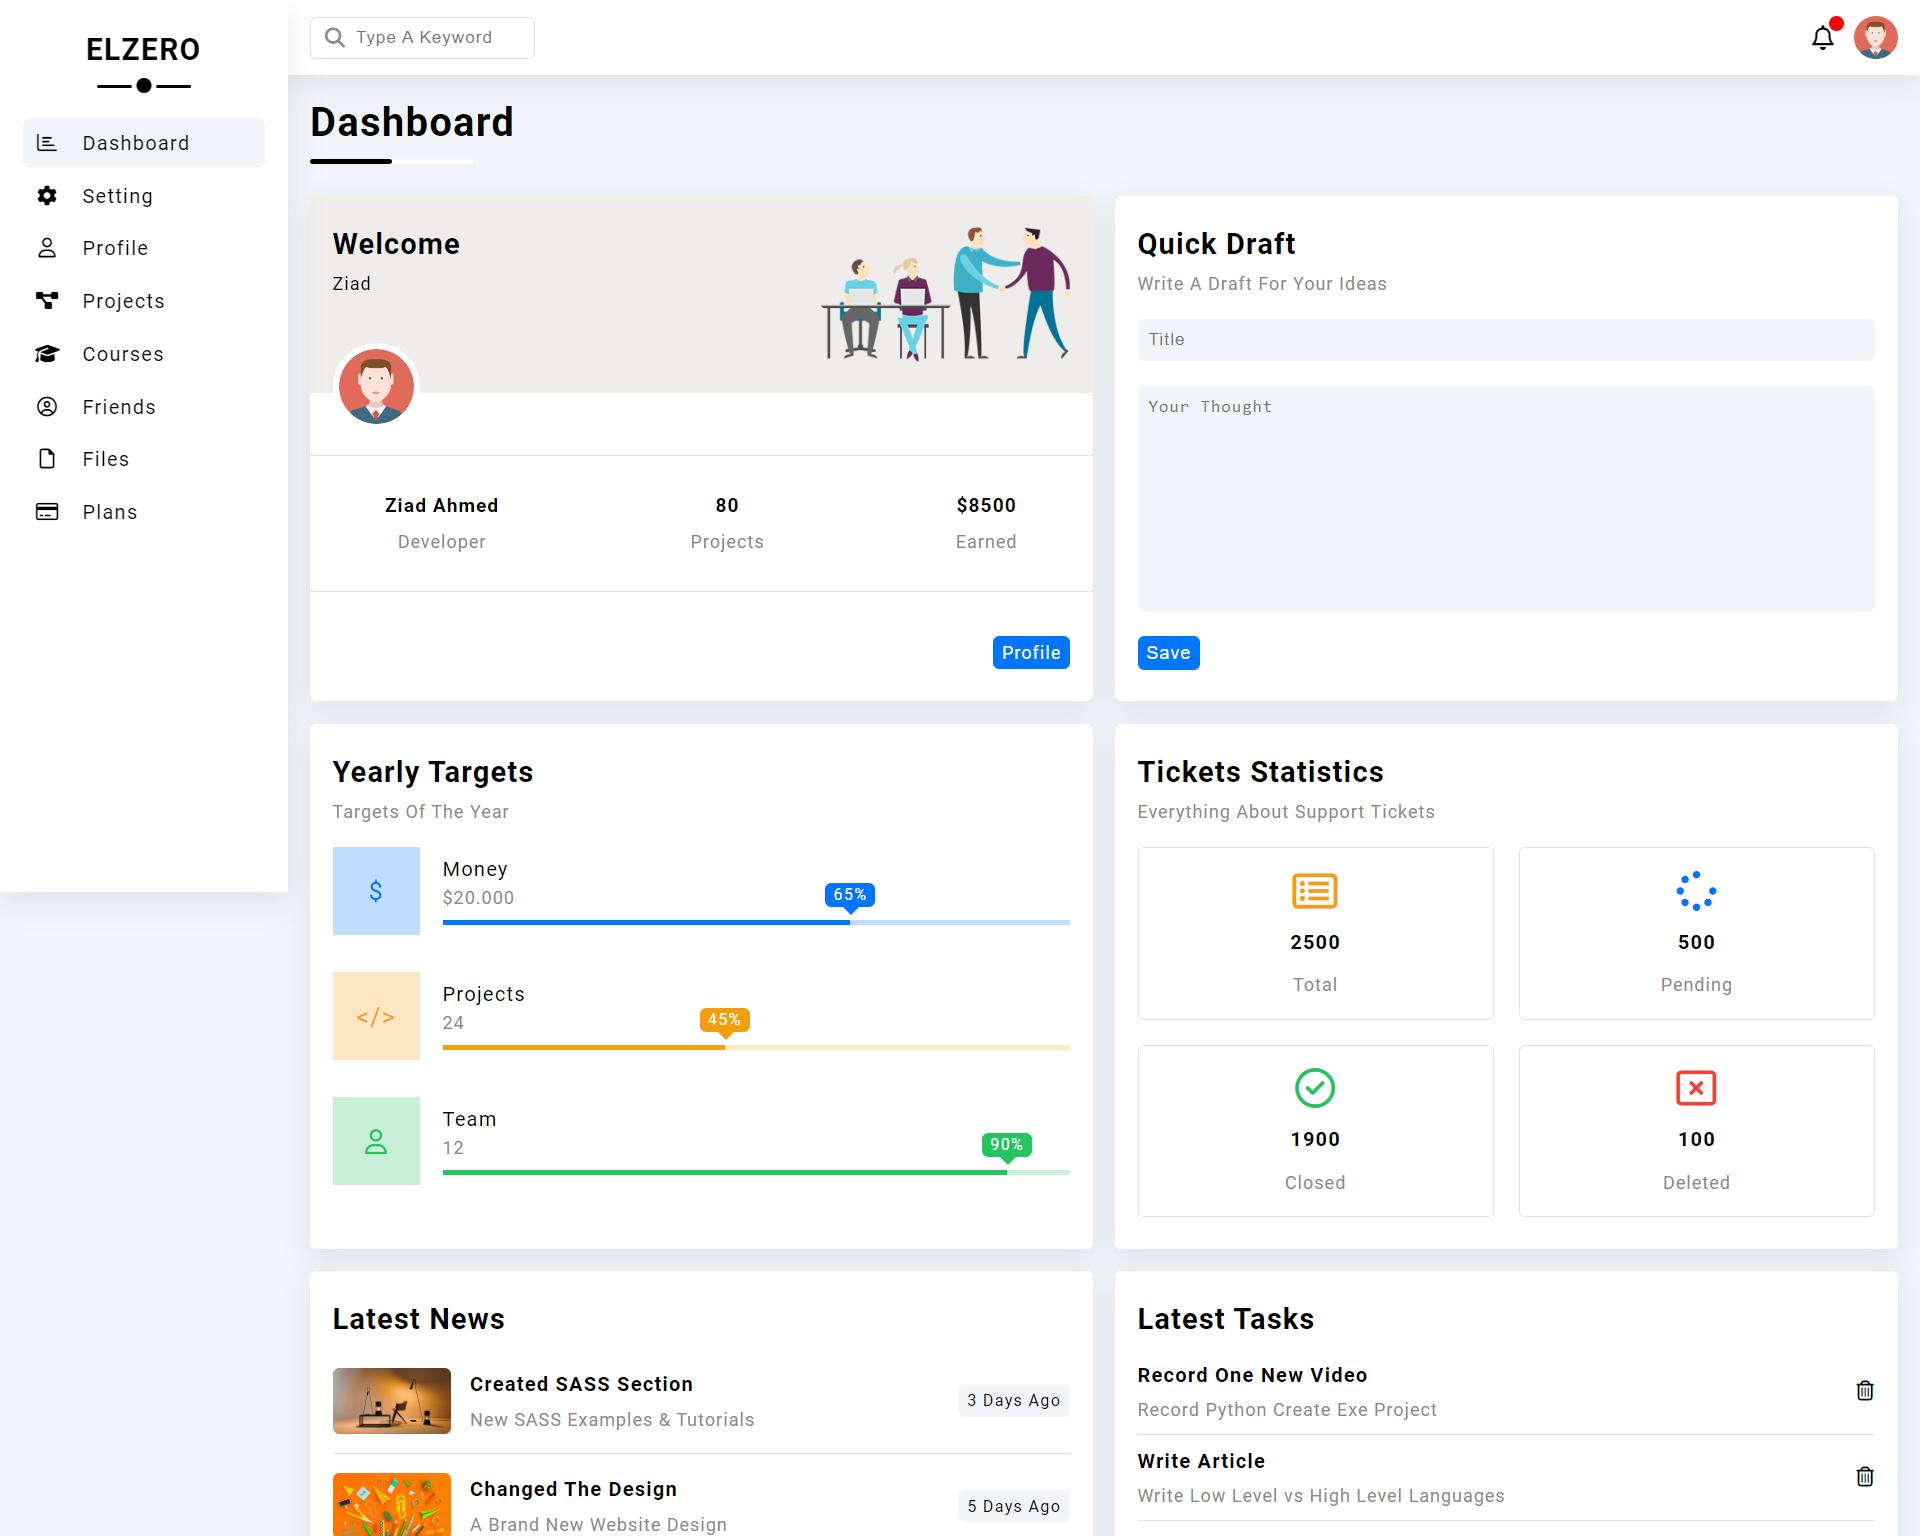 ELZERO
Dashboard
Setting
Profile
Projects
Courses
Friends
Files
Plans
Type A Keyword
Dashboard
Welcome
Ziad
Ziad Ahmed
Developer
80
Projects
$8500
Earned
Profile
Quick Draft
Write A Draft For Your Ideas
Title
Your Thought
Save
Yearly Targets
Targets Of The Year
$
Money
$20.000
65%
</>
Projects
24
45%
Team
12
90%
Tickets Statistics
Everything About Support Tickets
2500
Total
500
Pending
1900
Closed
100
Deleted
Latest News
Created SASS Section
New SASS Examples & Tutorials
3 Days Ago
Changed The Design
A Brand New Website Design
5 Days Ago
Latest Tasks
Record One New Video
Record Python Create Exe Project
Write Article
Write Low Level vs High Level Languages